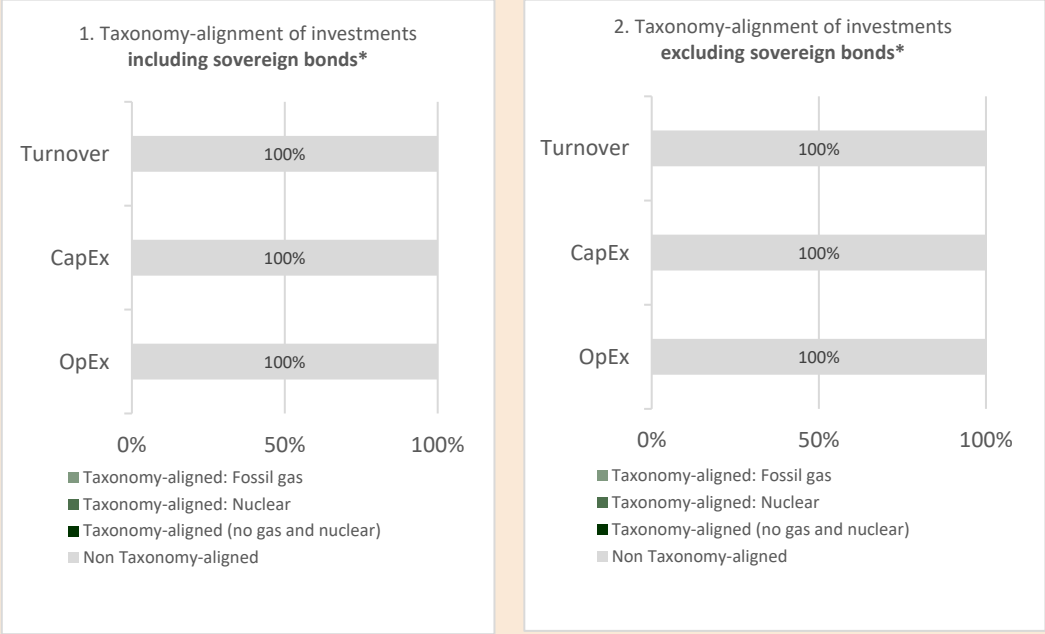 1. Taxonomy-alignment of investments
including sovereign bonds*
Turnover
100%
CapEx
100%
OpEx
100%
0%
50%
100%
Taxonomy-aligned: Fossil gas
Taxonomy-aligned: Nuclear
Taxonomy-aligned (no gas and nuclear)
Non Taxonomy-aligned
2. Taxonomy-alignment of investments
excluding sovereign bonds*
Turnover
100%
CapEx
100%
OpEx
100%
0%
50%
100%
Taxonomy-aligned: Fossil gas
Taxonomy-aligned: Nuclear
Taxonomy-aligned (no gas and nuclear)
Non Taxonomy-aligned